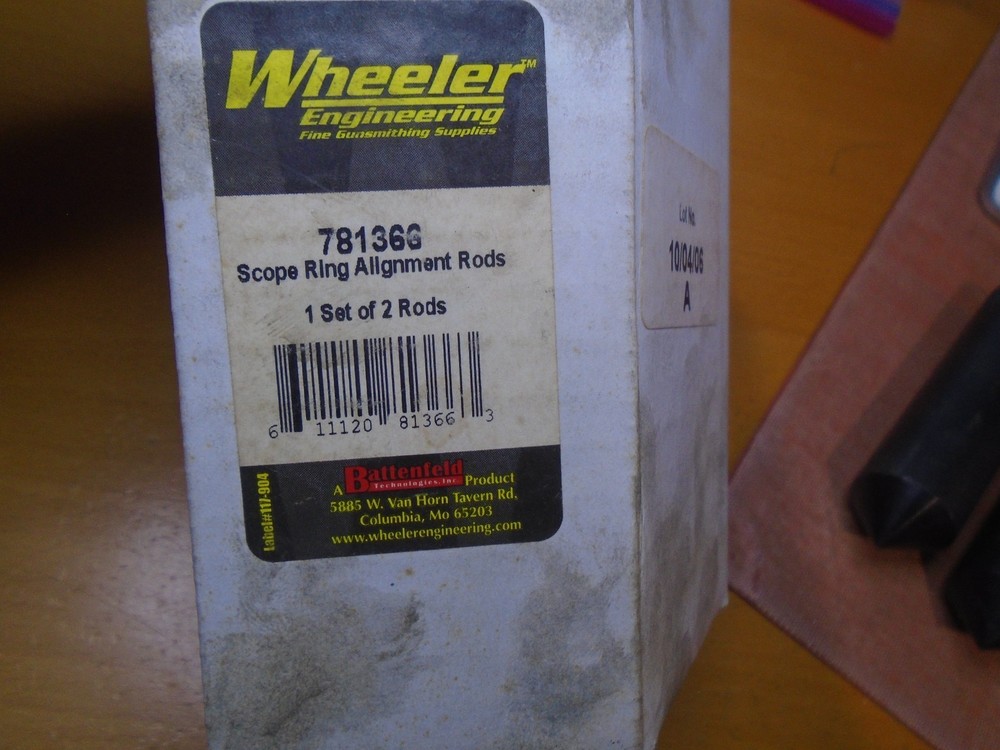 Wheeler™
Engineering
Fine Gunsmithing Supplies
781366
Scope Ring Alignment Rods
1 Set of 2 Rods
6 11120 81366 3
Label#117-904
A Battenfeld Technologies, Inc. Product
5885 W. Van Horn Tavern Rd.
Columbia, Mo 65203
www.wheelerengineering.com
Lot No.
10/04/06
A